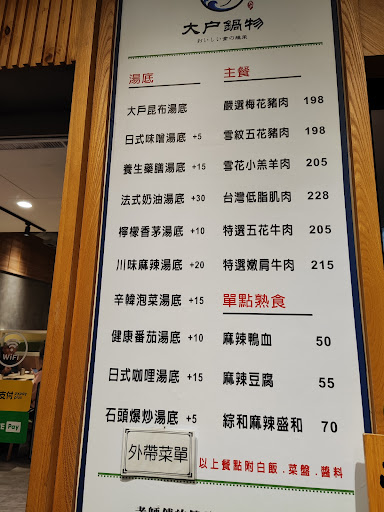 大戶鍋物
湯底
大戶昆布湯底
日式味噌湯底 +5
養生藥膳湯底 +15
法式奶油湯底 +30
檸檬香茅湯底 +10
川味麻辣湯底 +20
辛韓泡菜湯底 +15
健康番茄湯底 +10
日式咖哩湯底 +15
石頭爆炒湯底 +5
主餐
嚴選梅花豬肉 198
雪紋五花豬肉 198
雪花小羔羊肉 205
台灣低脂肌肉 228
特選五花牛肉 205
特選嫩肩牛肉 215
單點熟食
麻辣鴨血 50
麻辣豆腐 55
綜和麻辣盛和 70
以上餐點附白飯.菜盤.醬料
外帶菜單
WiFi
支付
Pay